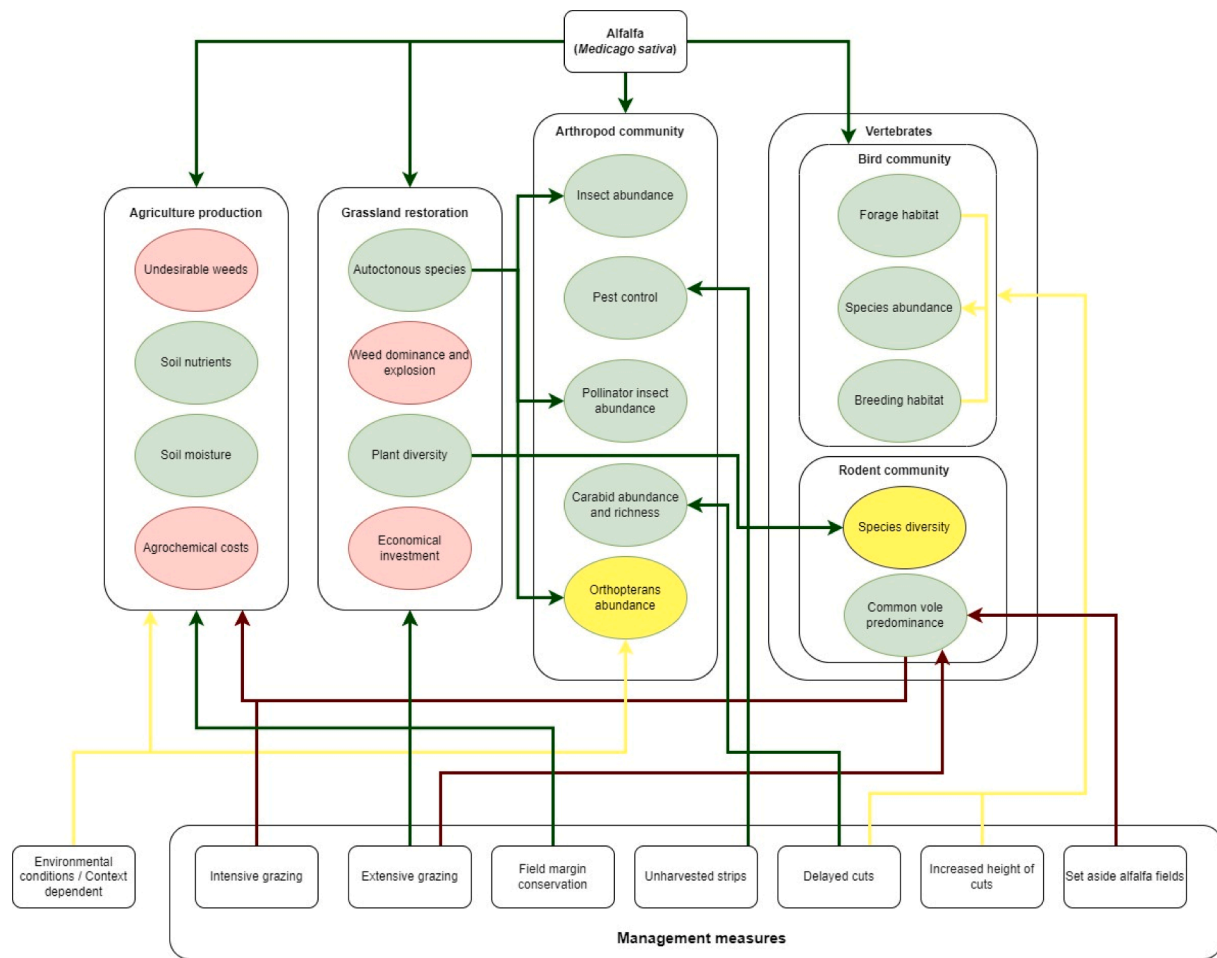 Alfalfa
(Medicago sativa)
Arthropod community
Vertebrates
Bird community
Agriculture production
Grassland restoration
Insect abundance
Forage habitat
Undesirable weeds
Autoctonous species
Pest control
Species abundance
Soil nutrients
Weed dominance and
explosion
Pollinator insect
abundance
Breeding habitat
Soil moisture
Plant diversity
Rodent community
Carabid abundance
and richness
Species diversity
Agrochemical costs
Economical
investment
Orthopterans
abundance
Common vole
predominance
Environmental
conditions / Context
dependent
Intensive grazing
Extensive grazing
Field margin
conservation
Unharvested strips
Delayed cuts
Increased height of
cuts
Set aside alfalfa fields
Management measures